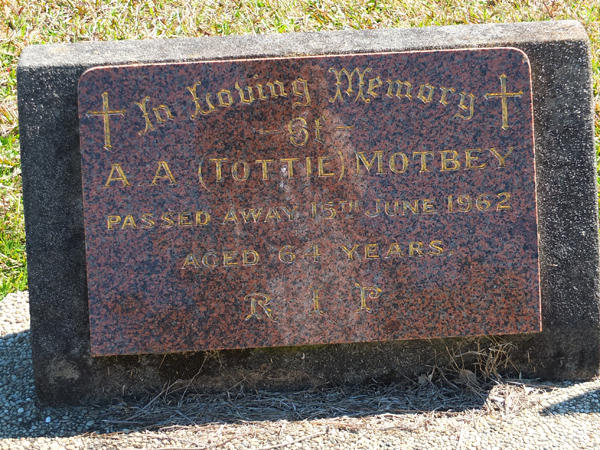 In Loving Memory
— Of —
A. A. (TOTTIE) MOTBEY
PASSED AWAY 15TH JUNE 1962
AGED 64 YEARS.
R I P